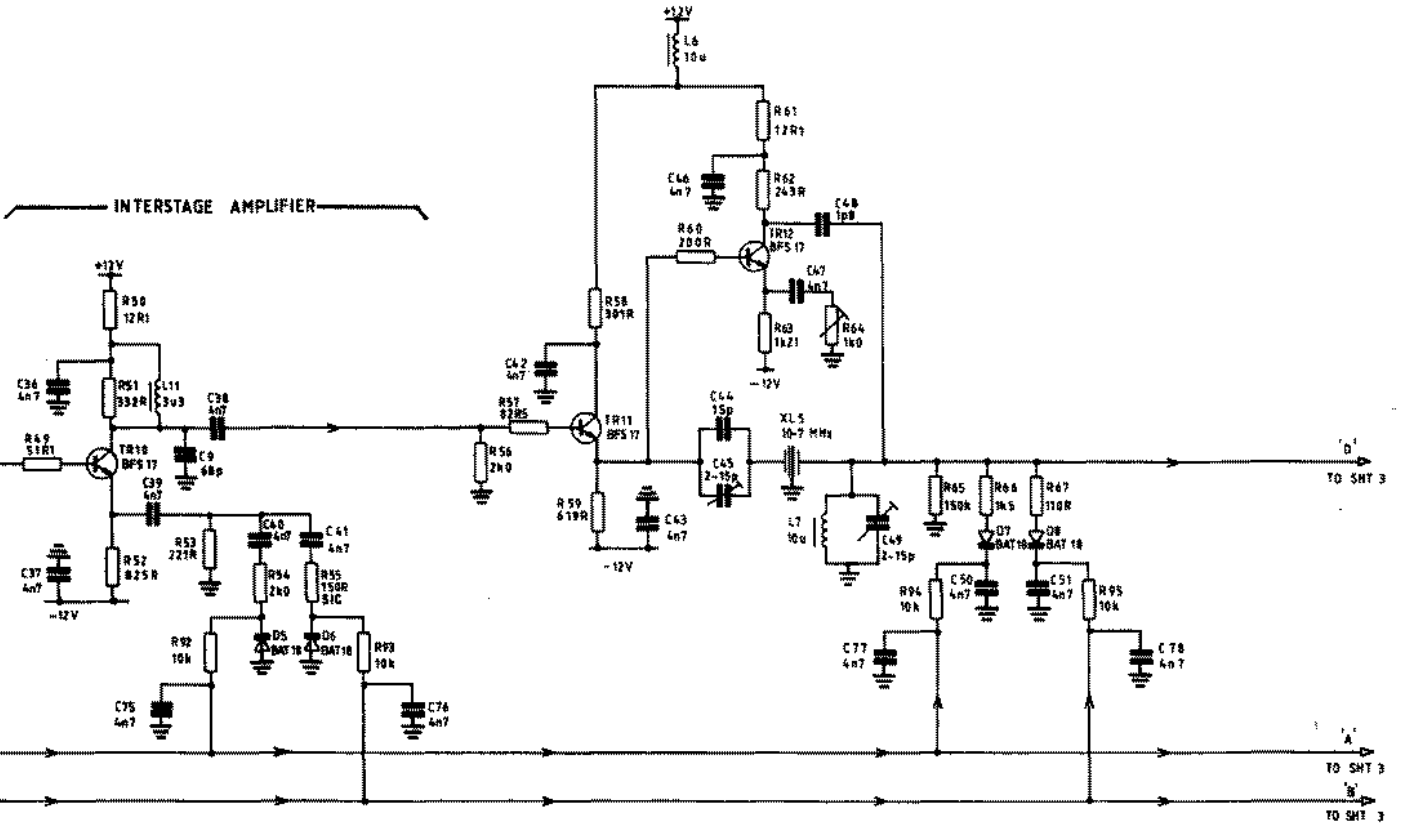 +12V
L6
10u
R61
12R1
C46
4n7
R62
243R
INTERSTAGE AMPLIFIER
C48
1p8
R60
200R
TR12
BFS 17
C47
4n7
+12V
R50
12R1
R58
301R
R63
1k21
R64
1k0
-12V
C36
4n7
R51
332R
L11
3u3
C38
4n7
C42
4n7
R57
82R5
TR11
BFS 17
C44
15p
XL5
10-7 MHz
R49
51R1
TR10
BFS 17
C9
68p
R56
2k0
C45
2-15p
'D'
TO SHT 3
C39
4n7
R59
619R
C43
4n7
-12V
L7
10u
C49
2-15p
R65
150k
R66
1k5
R67
110R
D7
BAT18
D8
BAT 18
R53
221R
C40
4n7
C41
4n7
C37
4n7
R52
825R
-12V
R54
2k0
R55
150R
SIC
R94
10k
C50
4n7
C51
4n7
R95
10k
R92
10k
D5
BAT18
D6
BAT18
R93
10k
C77
4n7
C78
4n7
C75
4n7
C76
4n7
'A'
TO SHT 3
'B'
TO SHT 3